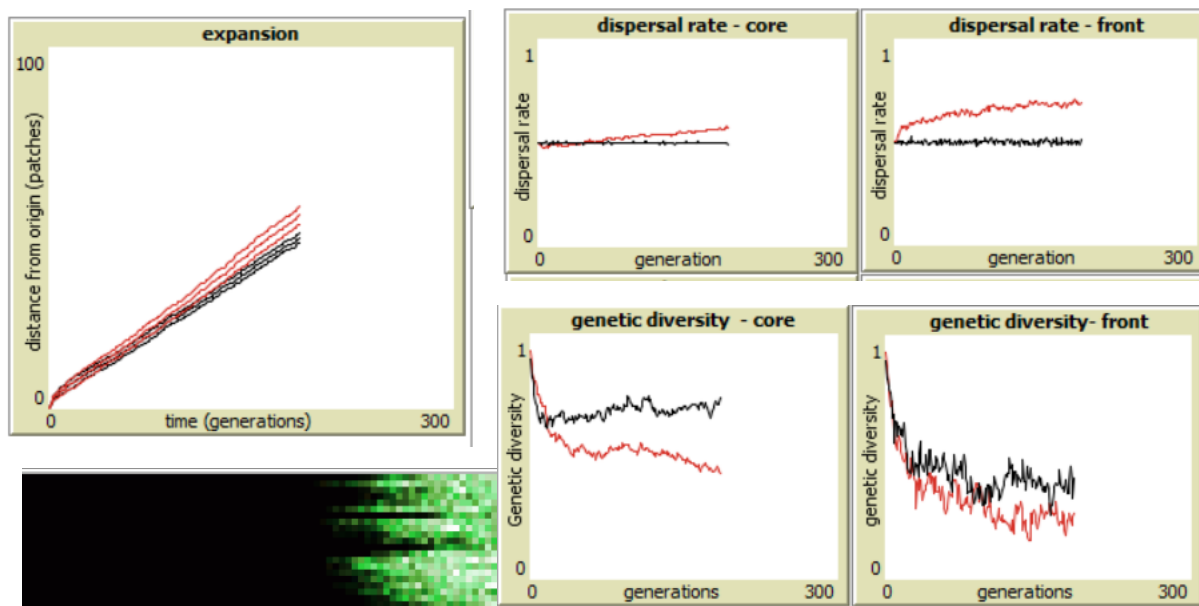 expansion
100
distance from origin (patches)
0
0
time (generations)
300
dispersal rate - core
1
dispersal rate
0
0
generation
300
dispersal rate - front
1
dispersal rate
0
0
generation
300
genetic diversity - core
1
Genetic diversity
0
0
generations
300
genetic diversity- front
1
genetic diversity
0
0
generations
300